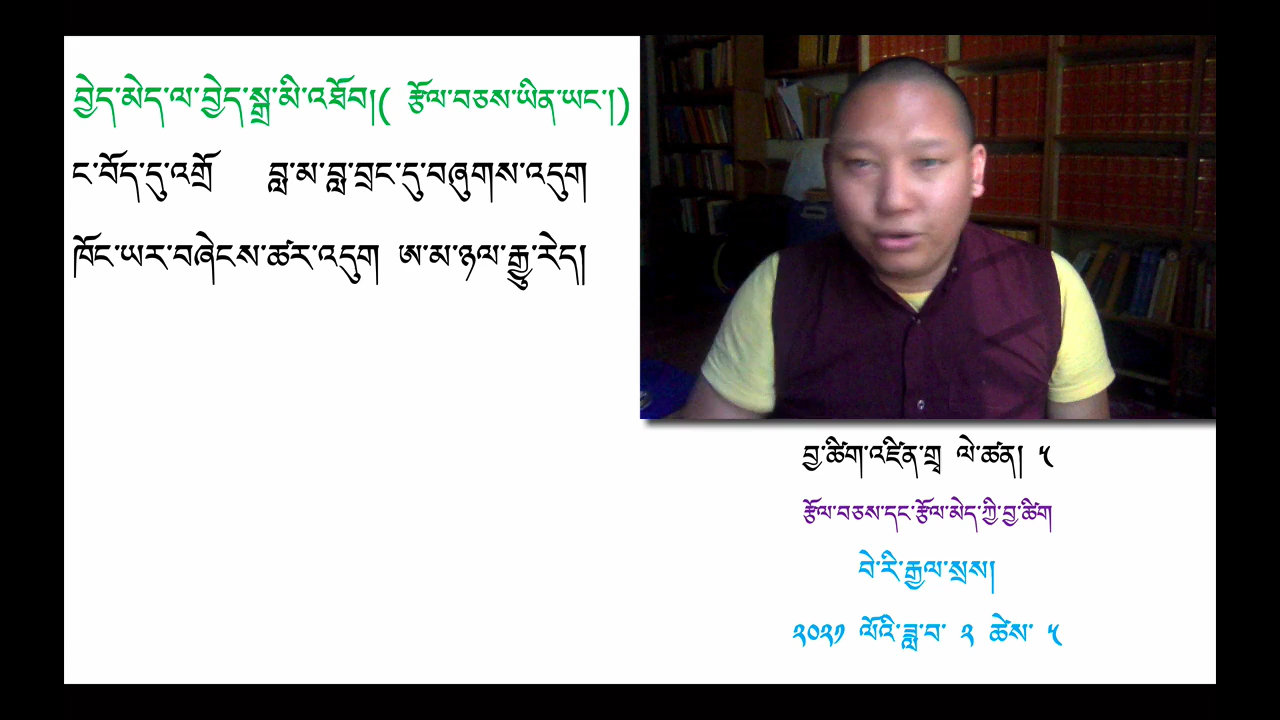 བྱེད་མེད་ལ་བྱེད་སྒྲ་མི་འཐོབ།( རྩོལ་བཅས་ཡིན་ཡང་།)
ང་བོད་དུ་འགྲོ བླ་མ་བླ་བྲང་དུ་བཞུགས་འདུག
ཁོང་ཡར་བཞེངས་ཚར་འདུག ཨ་མ་ཉལ་རྒྱུ་རེད།
བྱ་ཚིག་འཛིན་གྲྭ ལེ་ཚན། ༥
རྩོལ་བཅས་དང་རྩོལ་མེད་ཀྱི་བྱ་ཚིག
བེ་རི་རྒྱལ་སྲས།
༢༠༢༡ ལོའི་ཟླ་བ་ ༢ ཚེས་ ༥